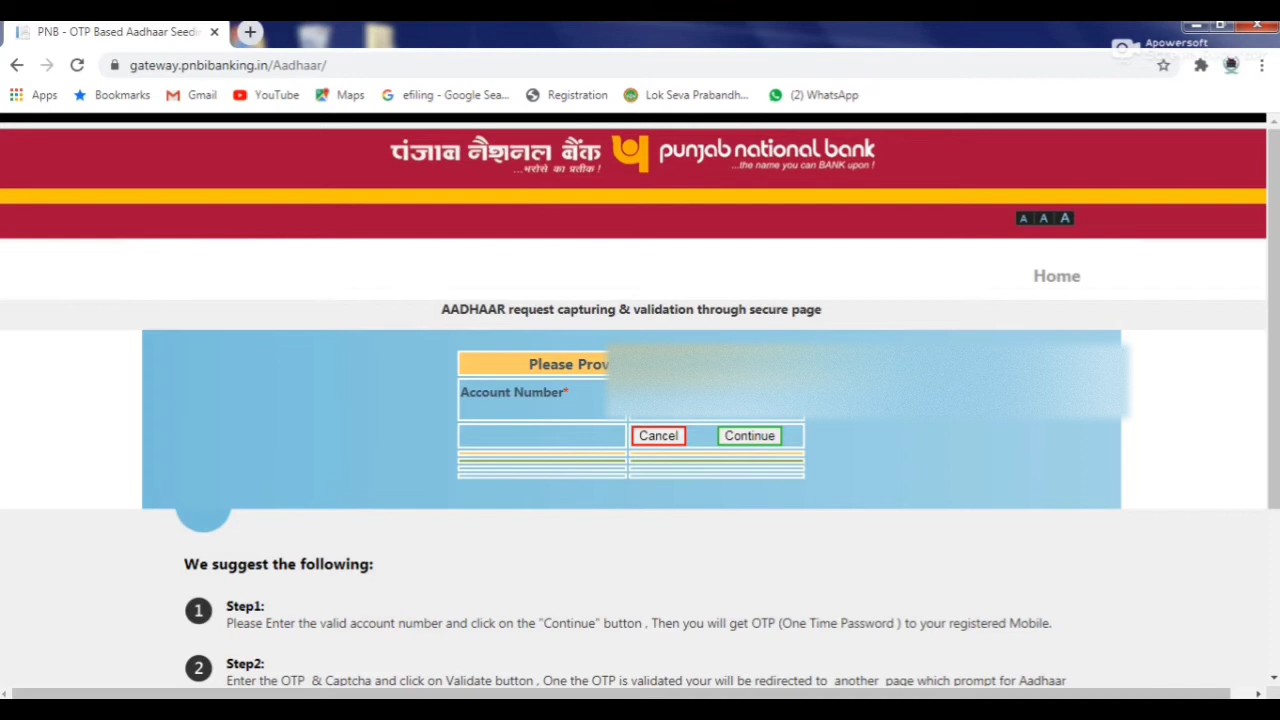 PNB - OTP Based Aadhaar Seedin
Apowersoft
gateway.pnbibanking.in/Aadhaar/
Apps Bookmarks Gmail YouTube Maps efiling - Google Sea... Registration Lok Seva Prabandh... (2) WhatsApp
पंजाब नैशनल बैंक punjab national bank
...भरोसे का प्रतीक ! ...the name you can BANK upon !
A A A
Home
AADHAAR request capturing & validation through secure page
Please Prov
Account Number*
Cancel Continue
We suggest the following:
1 Step1:
Please Enter the valid account number and click on the "Continue" button , Then you will get OTP (One Time Password ) to your registered Mobile.
2 Step2:
Enter the OTP & Captcha and click on Validate button , One the OTP is validated your will be redirected to another page which prompt for Aadhaar